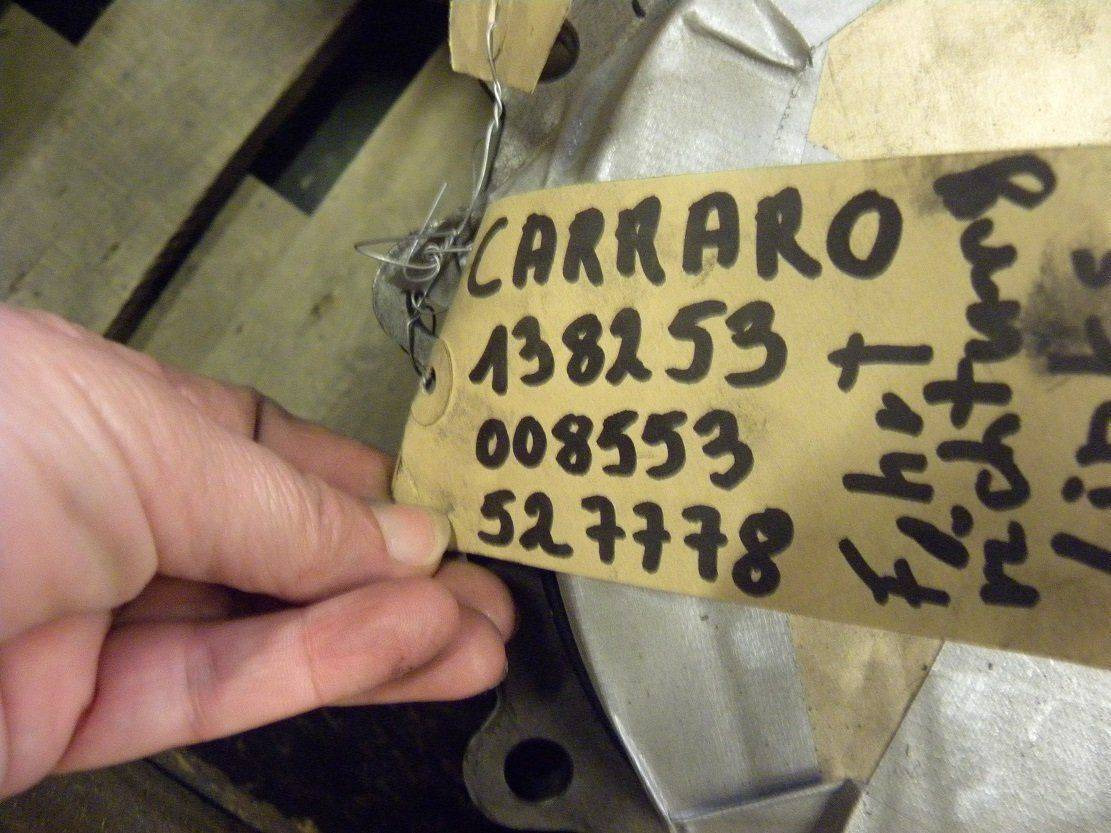 CARRARO
138253
008553
527778
Fahrt
richtung
links